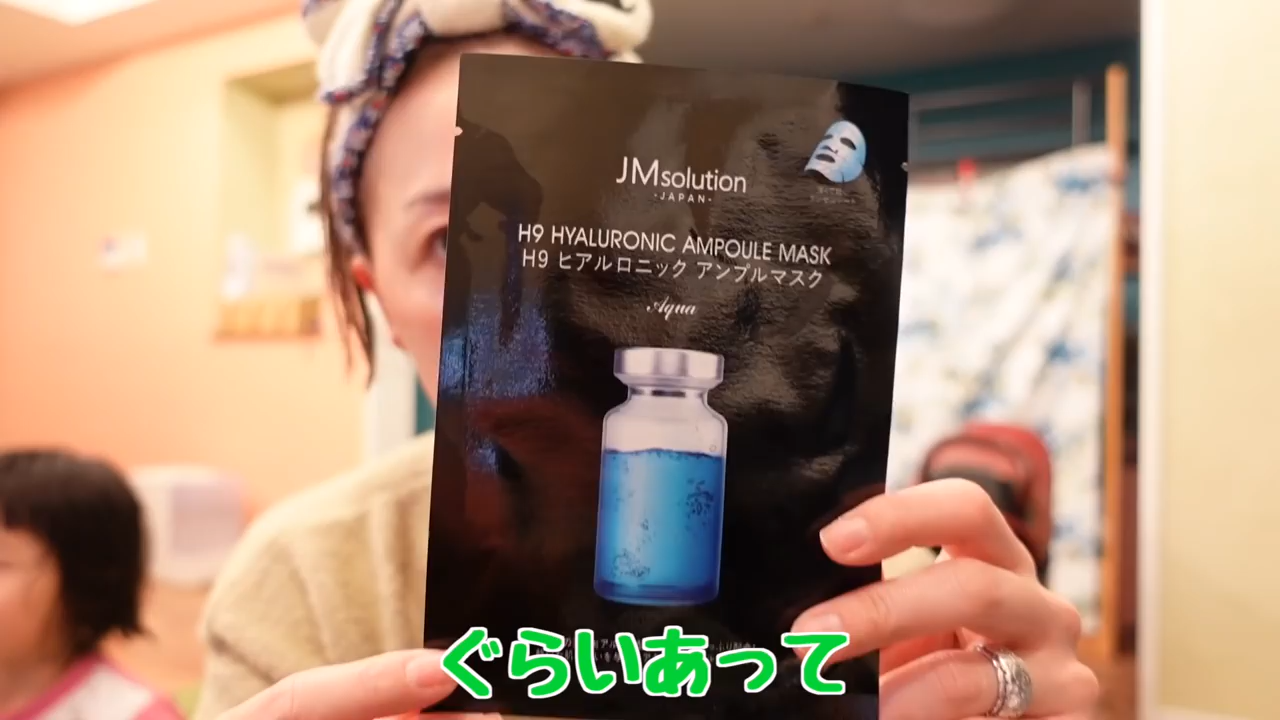 JMsolution
-JAPAN-
H9 HYALURONIC AMPOULE MASK
H9 ヒアルロニック アンプルマスク
Aqua
ぐらいあって